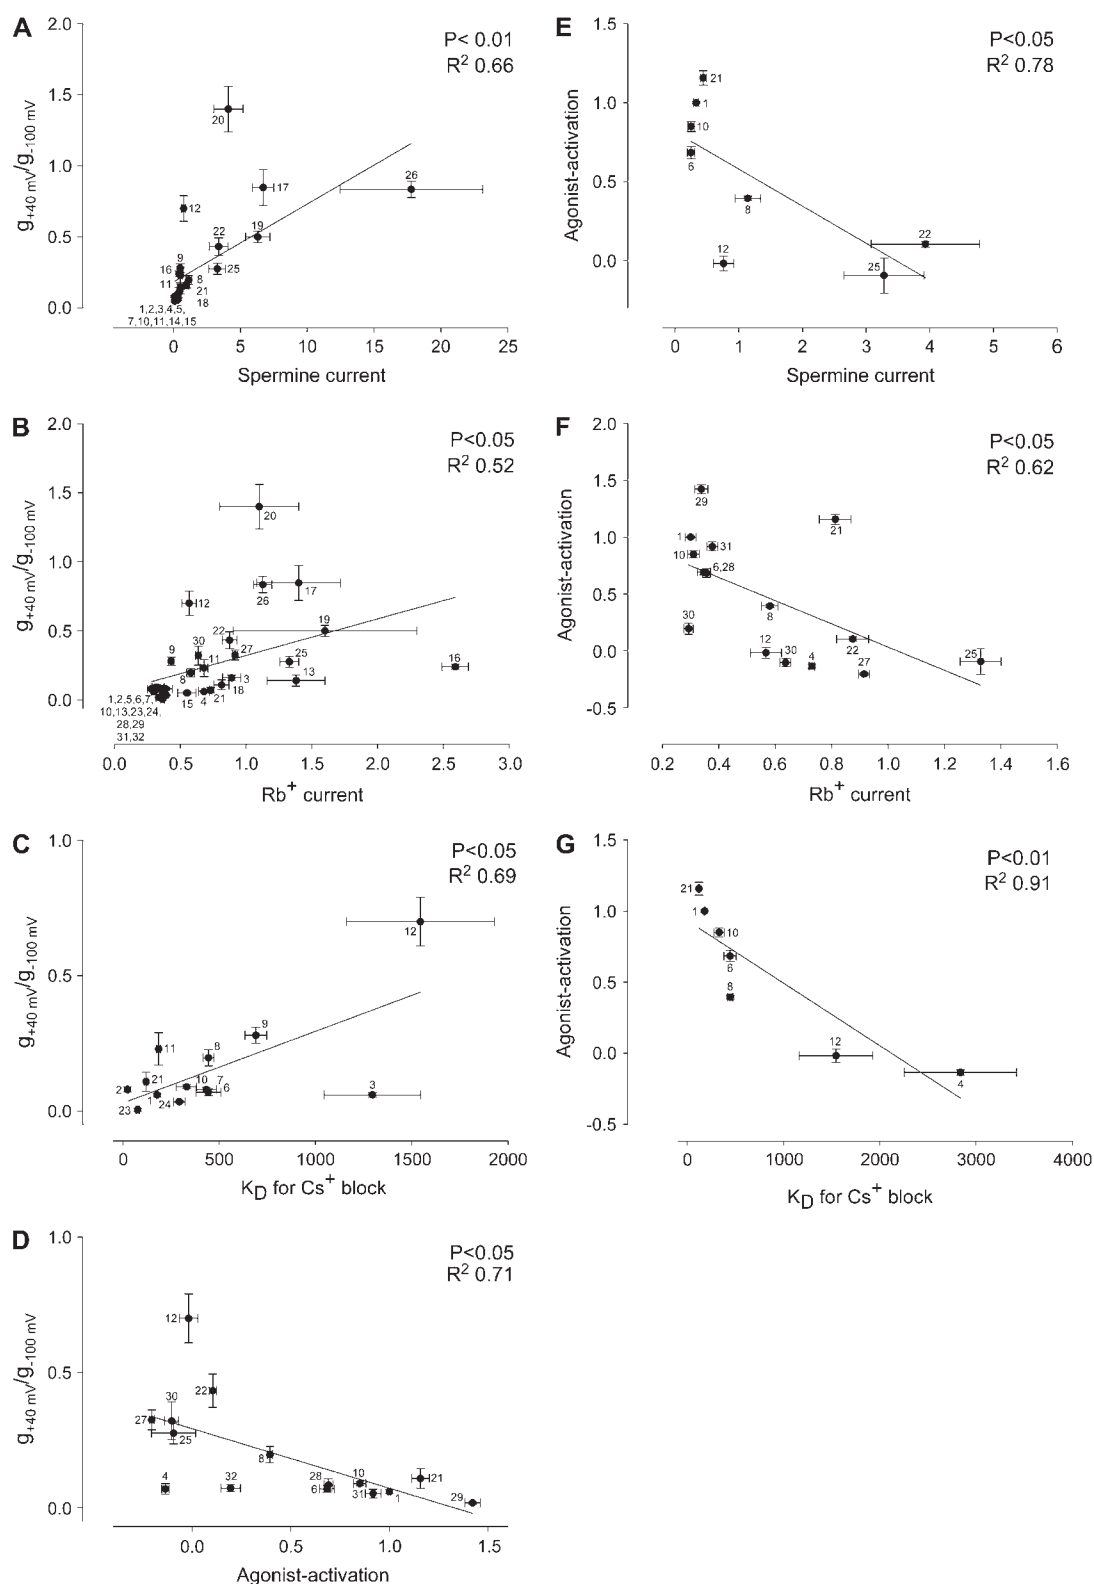 A
2.0
1.5
1.0
0.5
0.0
g+40 mV/g-100 mV
P< 0.01
R2 0.66
20
17
26
12
22
19
25
9
16
11
8
21
18
1,2,3,4,5,
7,10,11,14,15
0 5 10 15 20 25
Spermine current
E
1.5
1.0
0.5
0.0
Agonist-activation
P<0.05
R2 0.78
21
1
10
6
8
12
22
25
0 1 2 3 4 5 6
Spermine current
B
2.0
1.5
1.0
0.5
0.0
g+40 mV/g-100 mV
P<0.05
R2 0.52
20
26
17
12
19
22
30
27
9
11
25
16
8
3
13
18
15
4
21
1,2,5,6,7,
10,13,23,24,
28,29
31,32
0.0 0.5 1.0 1.5 2.0 2.5 3.0
Rb+ current
F
2.0
1.5
1.0
0.5
0.0
-0.5
Agonist-activation
P<0.05
R2 0.62
29
21
1
31
10
6,28
8
30
12
22
30
4
27
25
0.2 0.4 0.6 0.8 1.0 1.2 1.4 1.6
Rb+ current
C
1.0
0.5
0.0
g+40 mV/g-100 mV
P<0.05
R2 0.69
12
9
11
8
21
10
7
6
3
1
24
23
0 500 1000 1500 2000
KD for Cs+ block
G
1.5
1.0
0.5
0.0
-0.5
Agonist-activation
P<0.01
R2 0.91
21
1
10
6
8
12
4
0 1000 2000 3000 4000
KD for Cs+ block
D
1.0
0.5
0.0
g+40 mV/g-100 mV
P<0.05
R2 0.71
12
22
30
27
25
8
4
32
28
10
21
6
31
1
29
0.0 0.5 1.0 1.5
Agonist-activation